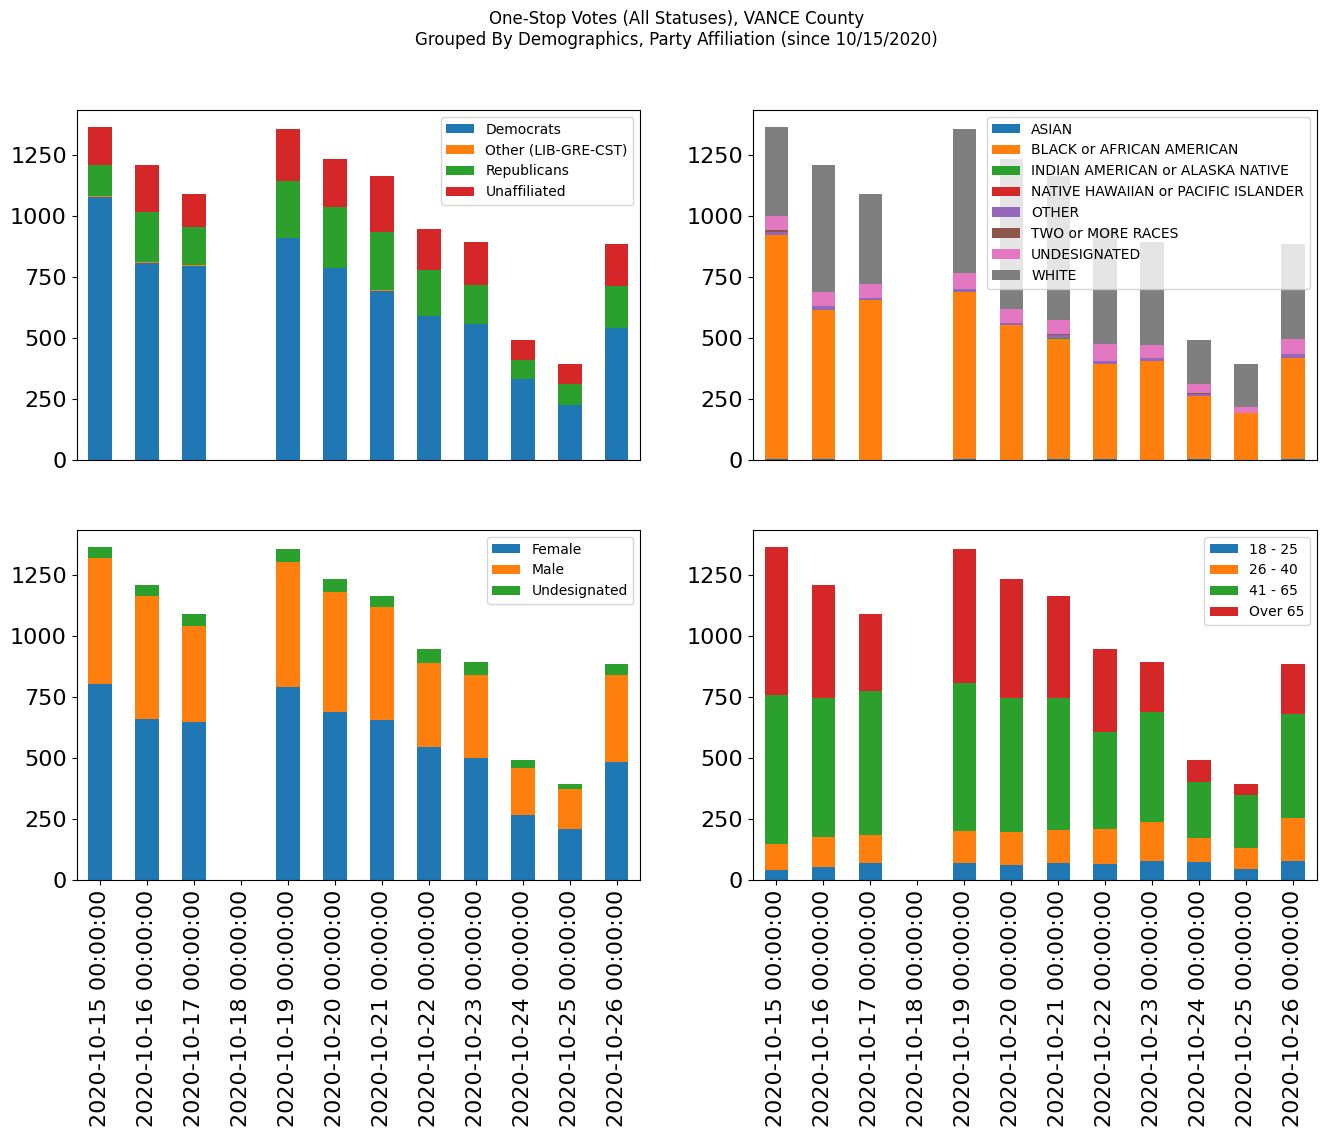 One-Stop Votes (All Statuses), VANCE County
Grouped By Demographics, Party Affiliation (since 10/15/2020)
1250
1000
750
500
250
0
Democrats
Other (LIB-GRE-CST)
Republicans
Unaffiliated
1250
1000
750
500
250
0
ASIAN
BLACK or AFRICAN AMERICAN
INDIAN AMERICAN or ALASKA NATIVE
NATIVE HAWAIIAN or PACIFIC ISLANDER
OTHER
TWO or MORE RACES
UNDESIGNATED
WHITE
1250
1000
750
500
250
0
Female
Male
Undesignated
2020-10-15 00:00:00
2020-10-16 00:00:00
2020-10-17 00:00:00
2020-10-18 00:00:00
2020-10-19 00:00:00
2020-10-20 00:00:00
2020-10-21 00:00:00
2020-10-22 00:00:00
2020-10-23 00:00:00
2020-10-24 00:00:00
2020-10-25 00:00:00
2020-10-26 00:00:00
1250
1000
750
500
250
0
18 - 25
26 - 40
41 - 65
Over 65
2020-10-15 00:00:00
2020-10-16 00:00:00
2020-10-17 00:00:00
2020-10-18 00:00:00
2020-10-19 00:00:00
2020-10-20 00:00:00
2020-10-21 00:00:00
2020-10-22 00:00:00
2020-10-23 00:00:00
2020-10-24 00:00:00
2020-10-25 00:00:00
2020-10-26 00:00:00